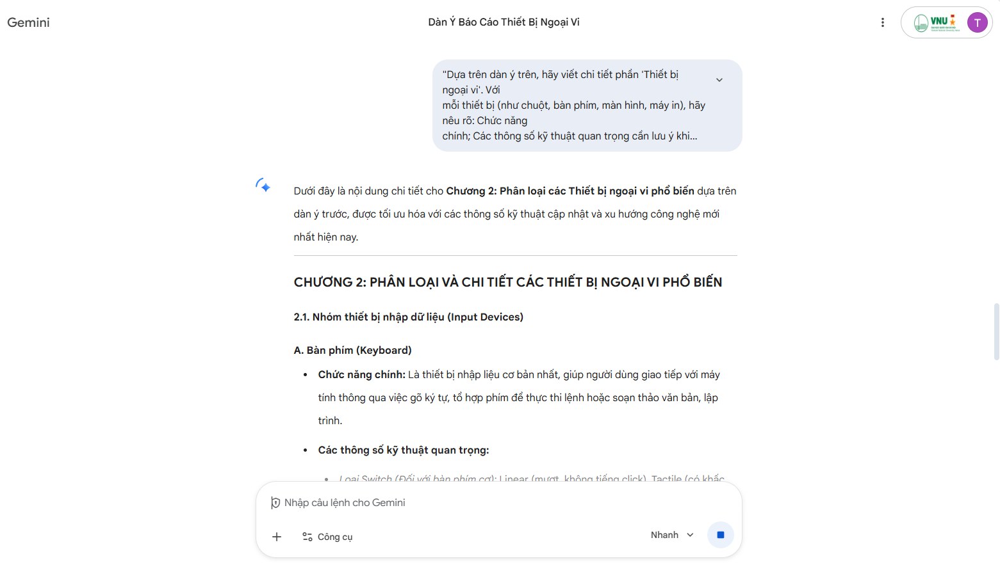 Gemini
Dàn Ý Báo Cáo Thiết Bị Ngoại Vi
VNU
T
"Dựa trên dàn ý trên, hãy viết chi tiết phần 'Thiết bị
ngoại vi'. Với
mỗi thiết bị (như chuột, bàn phím, màn hình, máy in), hãy
nêu rõ: Chức năng
chính; Các thông số kỹ thuật quan trọng cần lưu ý khi...
Dưới đây là nội dung chi tiết cho Chương 2: Phân loại các Thiết bị ngoại vi phổ biến dựa trên
dàn ý trước, được tối ưu hóa với các thông số kỹ thuật cập nhật và xu hướng công nghệ mới
nhất hiện nay.
CHƯƠNG 2: PHÂN LOẠI VÀ CHI TIẾT CÁC THIẾT BỊ NGOẠI VI PHỔ BIẾN
2.1. Nhóm thiết bị nhập dữ liệu (Input Devices)
A. Bàn phím (Keyboard)
• Chức năng chính: Là thiết bị nhập liệu cơ bản nhất, giúp người dùng giao tiếp với máy
tính thông qua việc gõ ký tự, tổ hợp phím để thực thi lệnh hoặc soạn thảo văn bản, lập
trình.
• Các thông số kỹ thuật quan trọng:
• Loại Switch (Đối với bàn phím cơ): Linear (mượt, không tiếng click), Tactile (có khấc
Nhập câu lệnh cho Gemini
Công cụ
Nhanh